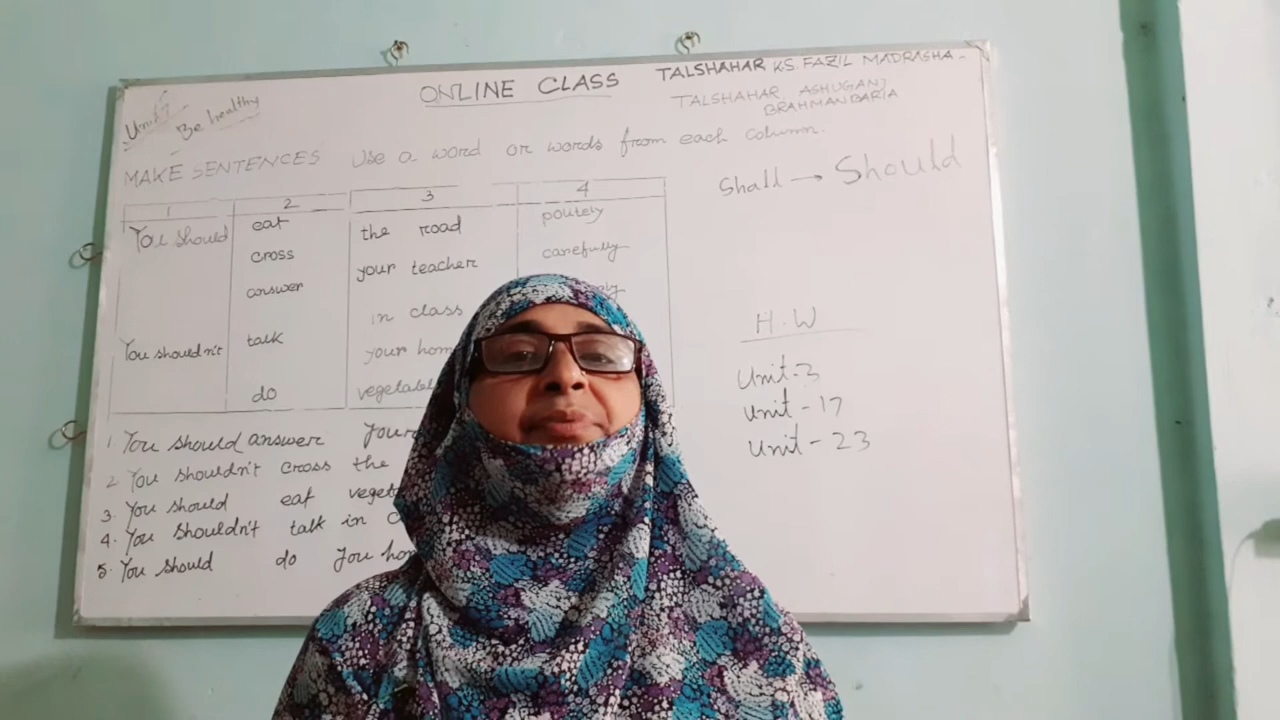 Unit 7
Be healthy
ONLINE CLASS
TALSHAHAR K.S. FAZIL MADRASHA.
TALSHAHAR ASHUGANJ
BRAHMANBARIA
MAKE SENTENCES Use a word or words from each column.
1 2 3 4
You should eat the road politely
cross your teacher carefully
answer in class
You shouldn't talk your hom
do vegetabl
1. You should answer your
2. You shouldn't cross the
3. You should eat veget
4. You shouldn't talk in c
5. You should do you hom
Shall → Should
H.W
Unit-3
Unit-17
Unit-23